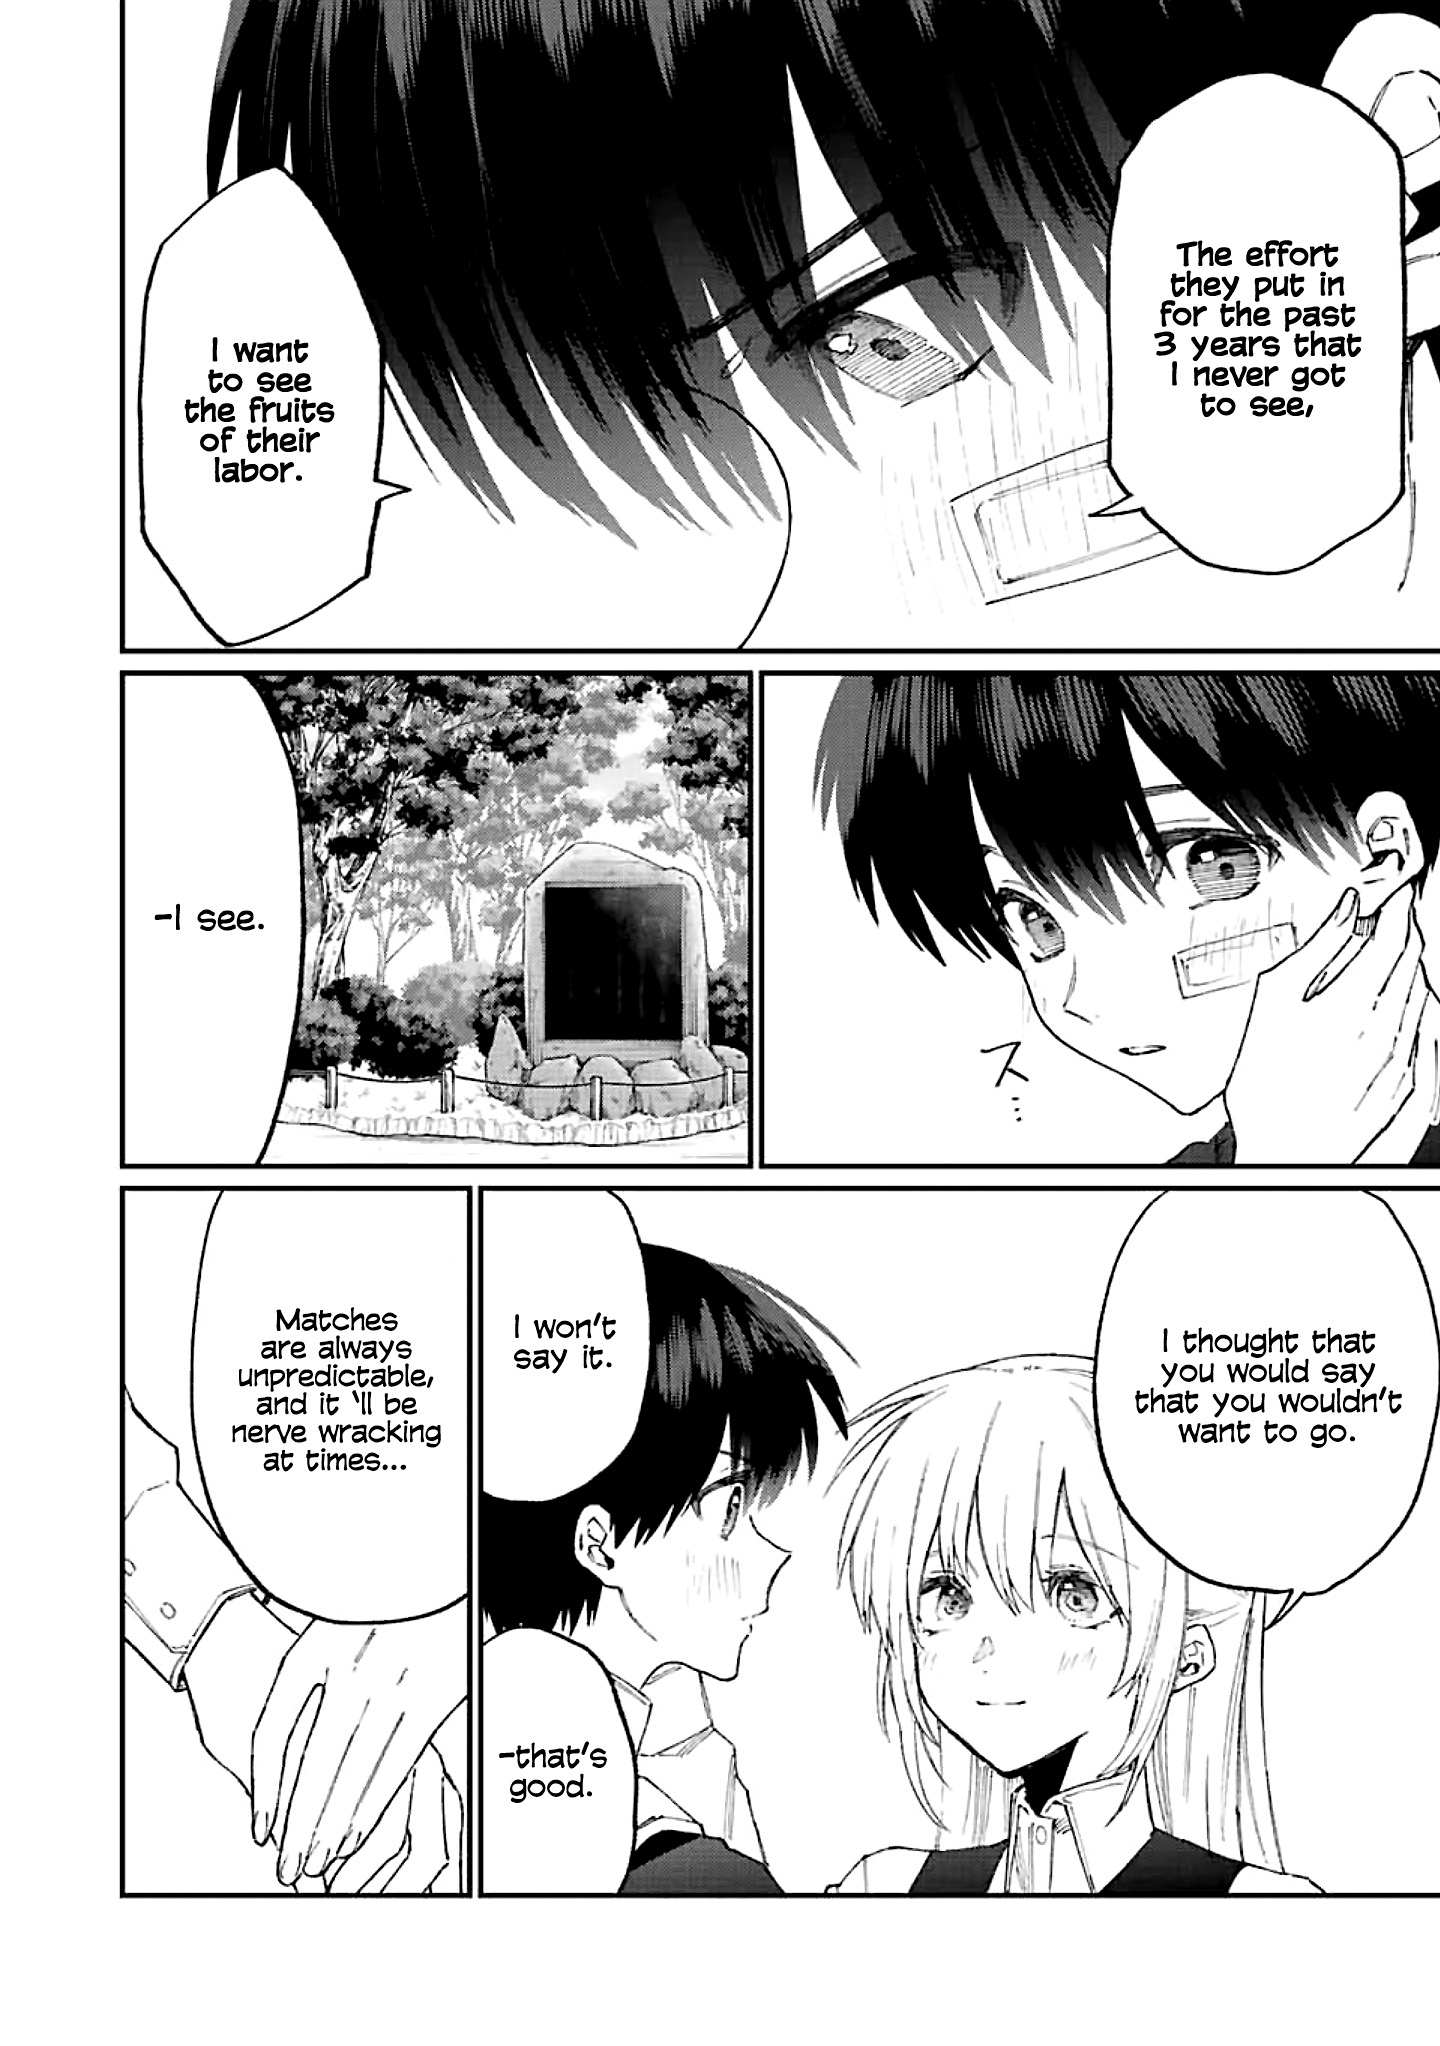 The effort
they put in
for the past
3 years that
I never got
to see,
I want
to see
the fruits
of their
labor.
ス
-I see.
I thought that
you would say
that you wouldn't
want to go.
I won't
say it.
-that's
good.
Matches
are always
unpredictable,
and it 'll be
nerve wracking
at times...